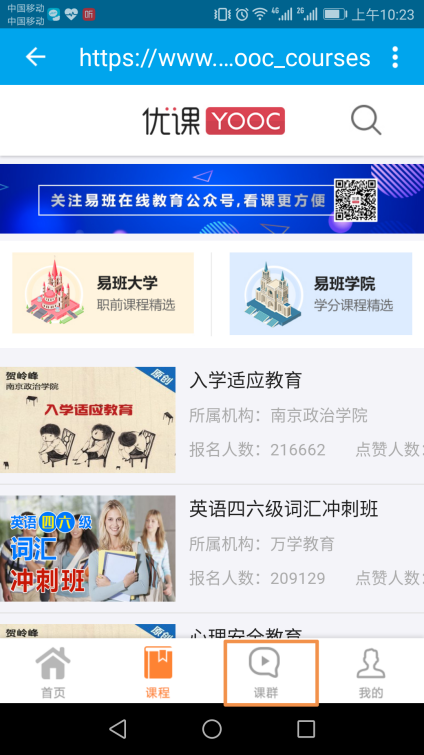 中国移动
中国移动
听
4G
2G
上午10:23
https://www.…ooc_courses
优课 YOOC
关注易班在线教育公众号,看课更方便
易班大学
职前课程精选
易班学院
学分课程精选
贺岭峰
南京政治学院
原创
入学适应教育
入学适应教育
所属机构：南京政治学院
报名人数：216662 点赞人数：
英语四六级
词汇
冲刺班
英语四六级词汇冲刺班
所属机构：万学教育
报名人数：209129 点赞人数：
贺岭峰
原创
心理安全教育
首页
课程
课群
我的